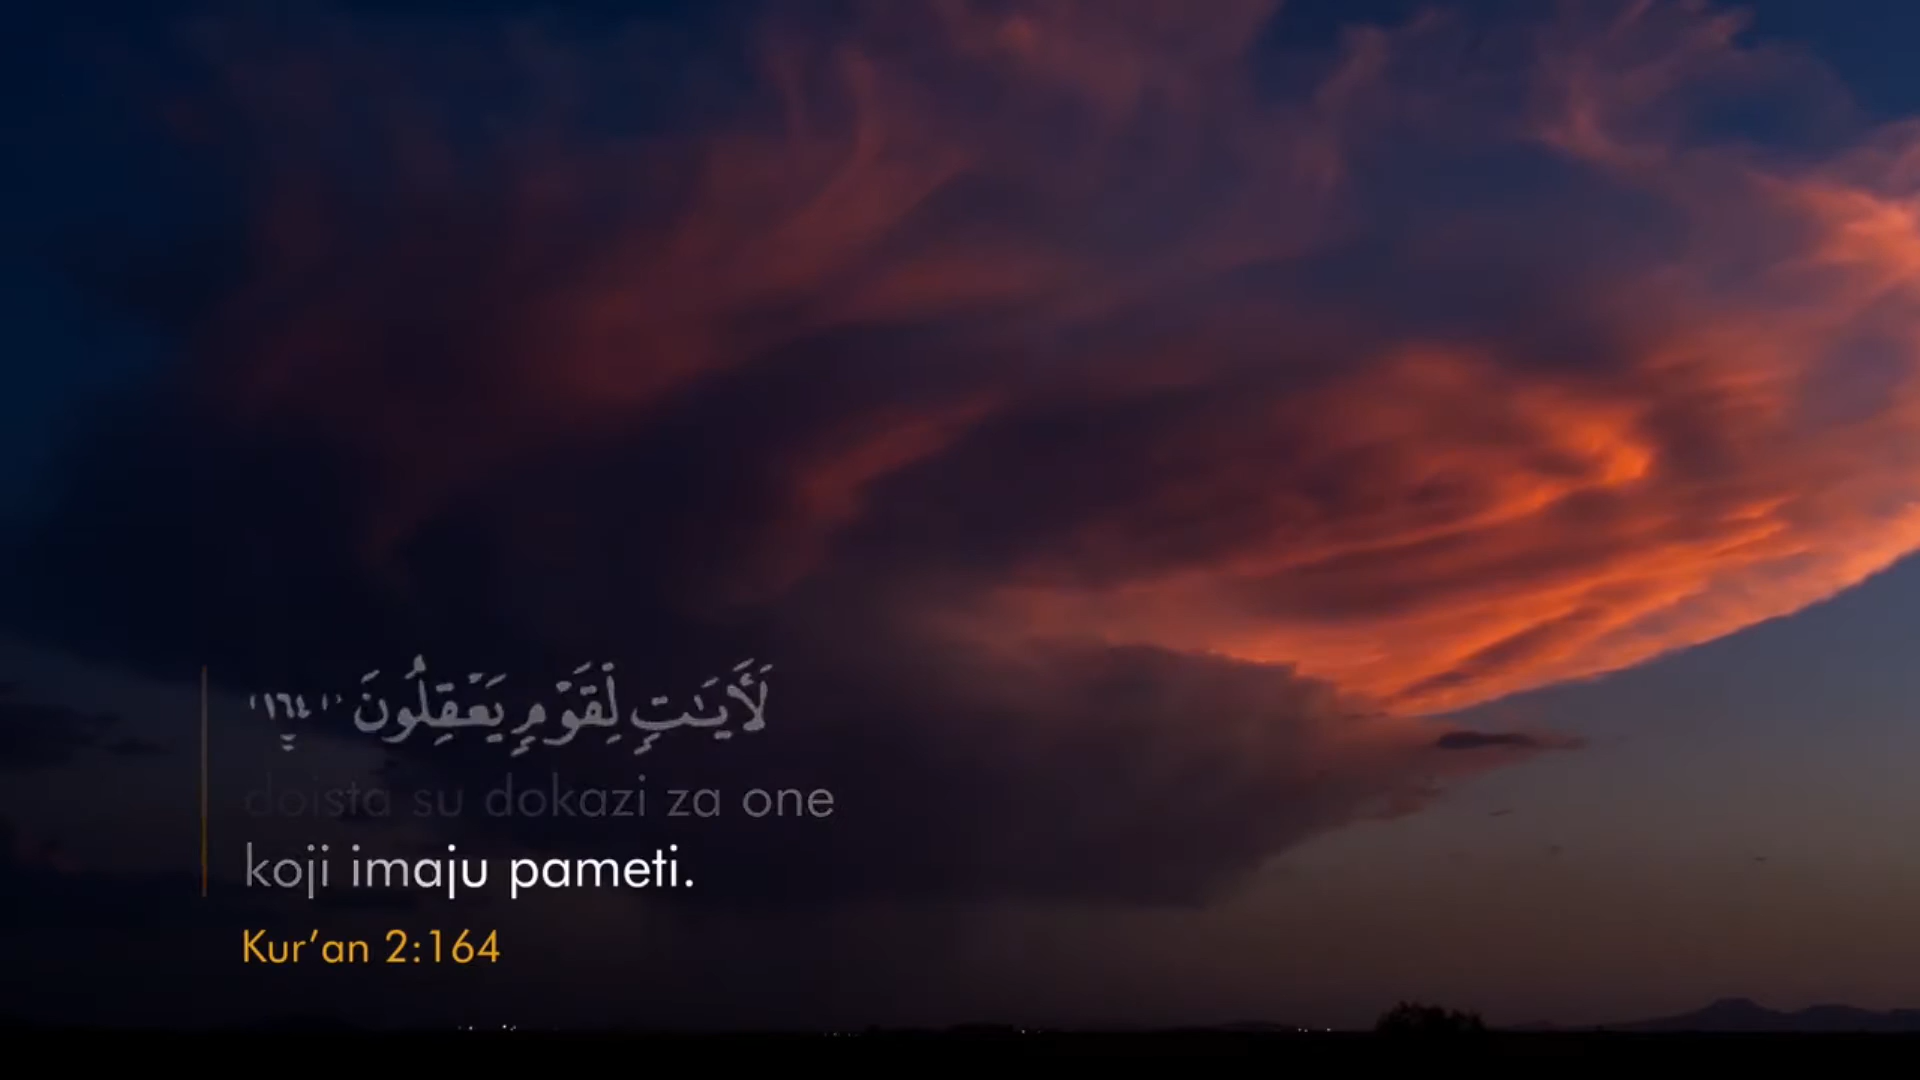 لَأَيَـٰتٍ لِّقَوْمٍ يَعْقِلُونَ ١٦٤
doista su dokazi za one
koji imaju pameti.
Kur’an 2:164